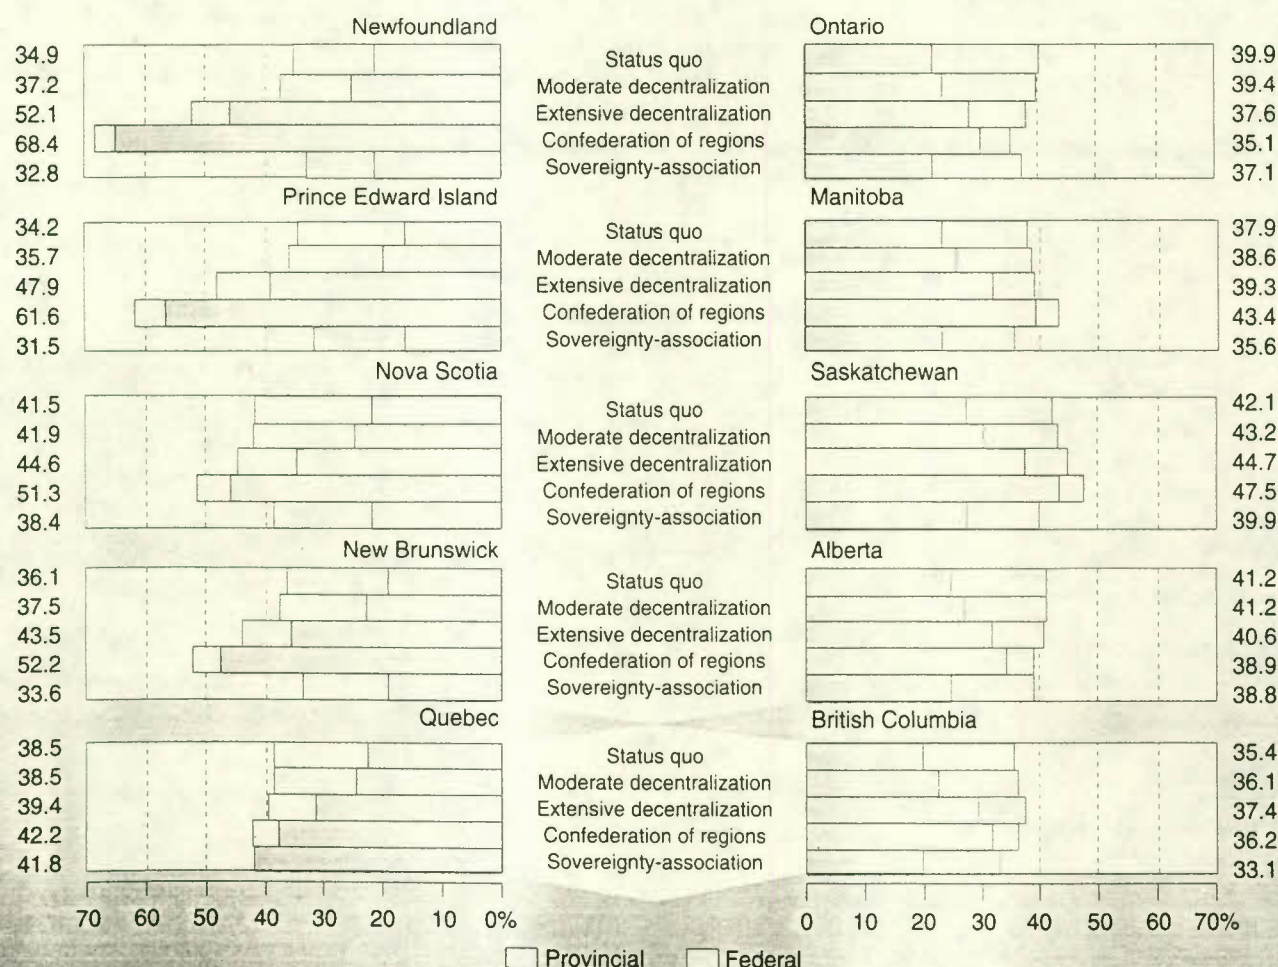 Newfoundland Ontario
34.9 Status quo 39.9
37.2 Moderate decentralization 39.4
52.1 Extensive decentralization 37.6
68.4 Confederation of regions 35.1
32.8 Sovereignty-association 37.1
Prince Edward Island Manitoba
34.2 Status quo 37.9
35.7 Moderate decentralization 38.6
47.9 Extensive decentralization 39.3
61.6 Confederation of regions 43.4
31.5 Sovereignty-association 35.6
Nova Scotia Saskatchewan
41.5 Status quo 42.1
41.9 Moderate decentralization 43.2
44.6 Extensive decentralization 44.7
51.3 Confederation of regions 47.5
38.4 Sovereignty-association 39.9
New Brunswick Alberta
36.1 Status quo 41.2
37.5 Moderate decentralization 41.2
43.5 Extensive decentralization 40.6
52.2 Confederation of regions 38.9
33.6 Sovereignty-association 38.8
Quebec British Columbia
38.5 Status quo 35.4
38.5 Moderate decentralization 36.1
39.4 Extensive decentralization 37.4
42.2 Confederation of regions 36.2
41.8 Sovereignty-association 33.1
70 60 50 40 30 20 10 0% 0 10 20 30 40 50 60 70%
Provincial Federal